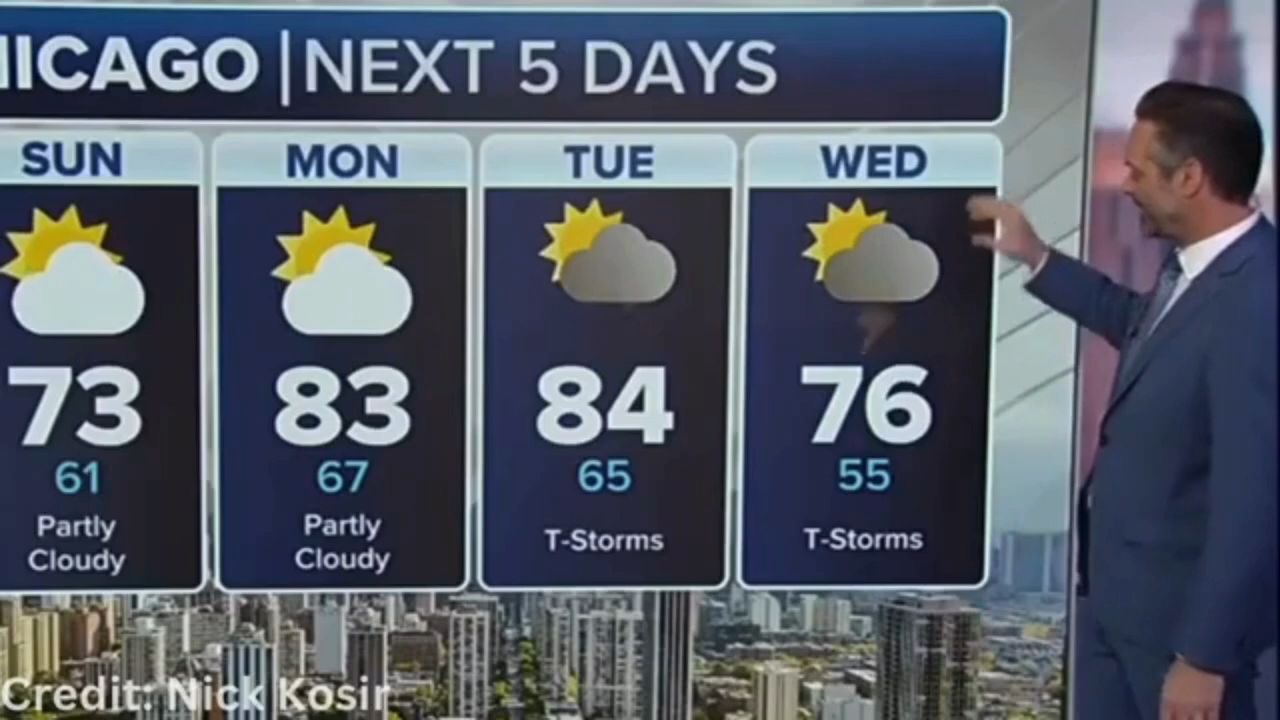 HICAGO | NEXT 5 DAYS
SUN
MON
TUE
WED
73
83
84
76
61
67
65
55
Partly
Cloudy
Partly
Cloudy
T-Storms
T-Storms
Credit: Nick Kosir